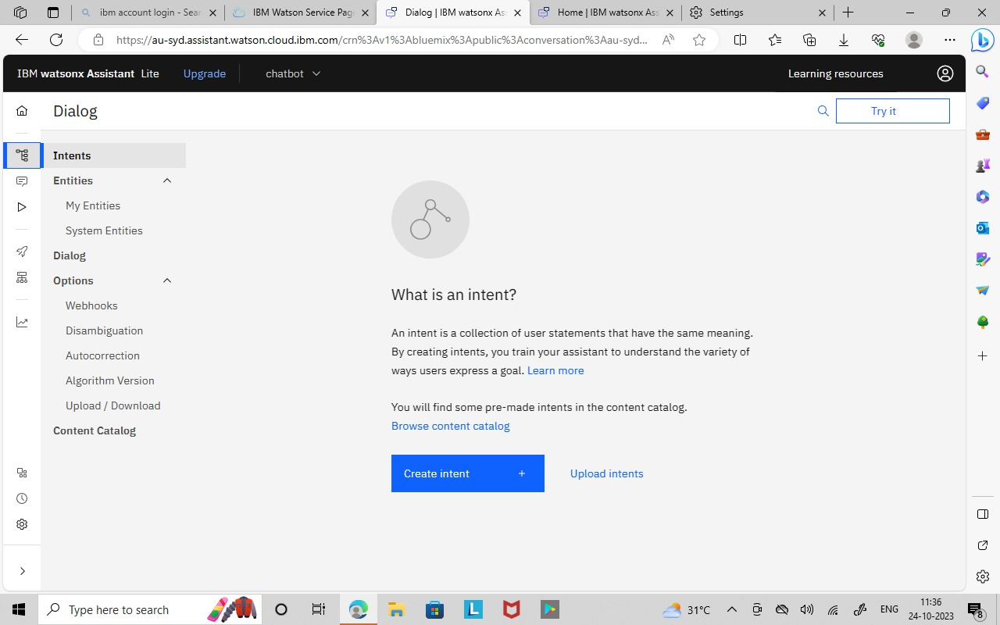 ibm account login - Sear
IBM Watson Service Page
Dialog | IBM watsonx Ass
Home | IBM watsonx Ass
Settings
https://au-syd.assistant.watson.cloud.ibm.com/crn%3Av1%3Abluemix%3Apublic%3Aconversation%3Aau-syd...
IBM watsonx Assistant Lite
Upgrade
chatbot
Learning resources
Dialog
Try it
Intents
Entities
My Entities
System Entities
Dialog
Options
Webhooks
Disambiguation
Autocorrection
Algorithm Version
Upload / Download
Content Catalog
What is an intent?
An intent is a collection of user statements that have the same meaning.
By creating intents, you train your assistant to understand the variety of
ways users express a goal. Learn more
You will find some pre-made intents in the content catalog.
Browse content catalog
Create intent +
Upload intents
Type here to search
31°C
ENG
11:36
24-10-2023
8